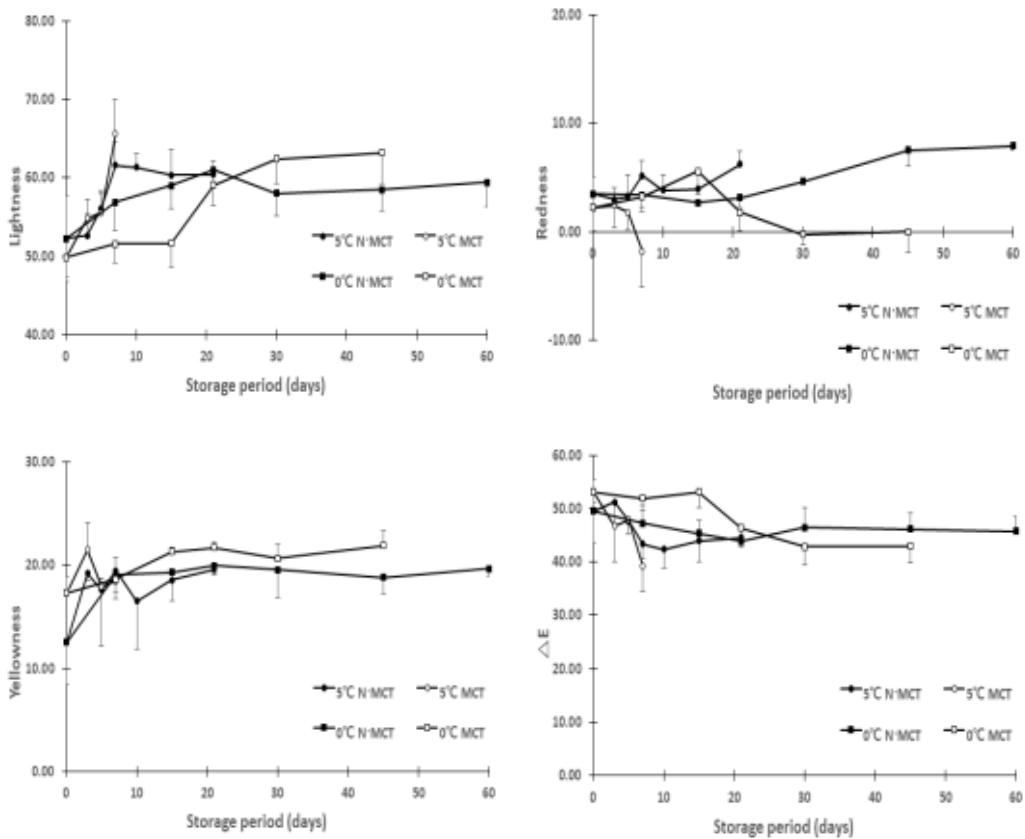 80.00
70.00
60.00
50.00
40.00
Lightness
0 10 20 30 40 50 60
Storage period (days)
5℃ N·MCT 5℃ MCT
0℃ N·MCT 0℃ MCT
20.00
10.00
0.00
-10.00
Redness
0 10 20 30 40 50 60
Storage period (days)
5℃ N·MCT 5℃ MCT
0℃ N·MCT 0℃ MCT
30.00
20.00
10.00
0.00
Yellowness
0 10 20 30 40 50 60
Storage period (days)
5℃ N·MCT 5℃ MCT
0℃ N·MCT 0℃ MCT
60.00
50.00
40.00
30.00
20.00
10.00
0.00
△E
0 10 20 30 40 50 60
Storage period (days)
5℃ N·MCT 5℃ MCT
0℃ N·MCT 0℃ MCT